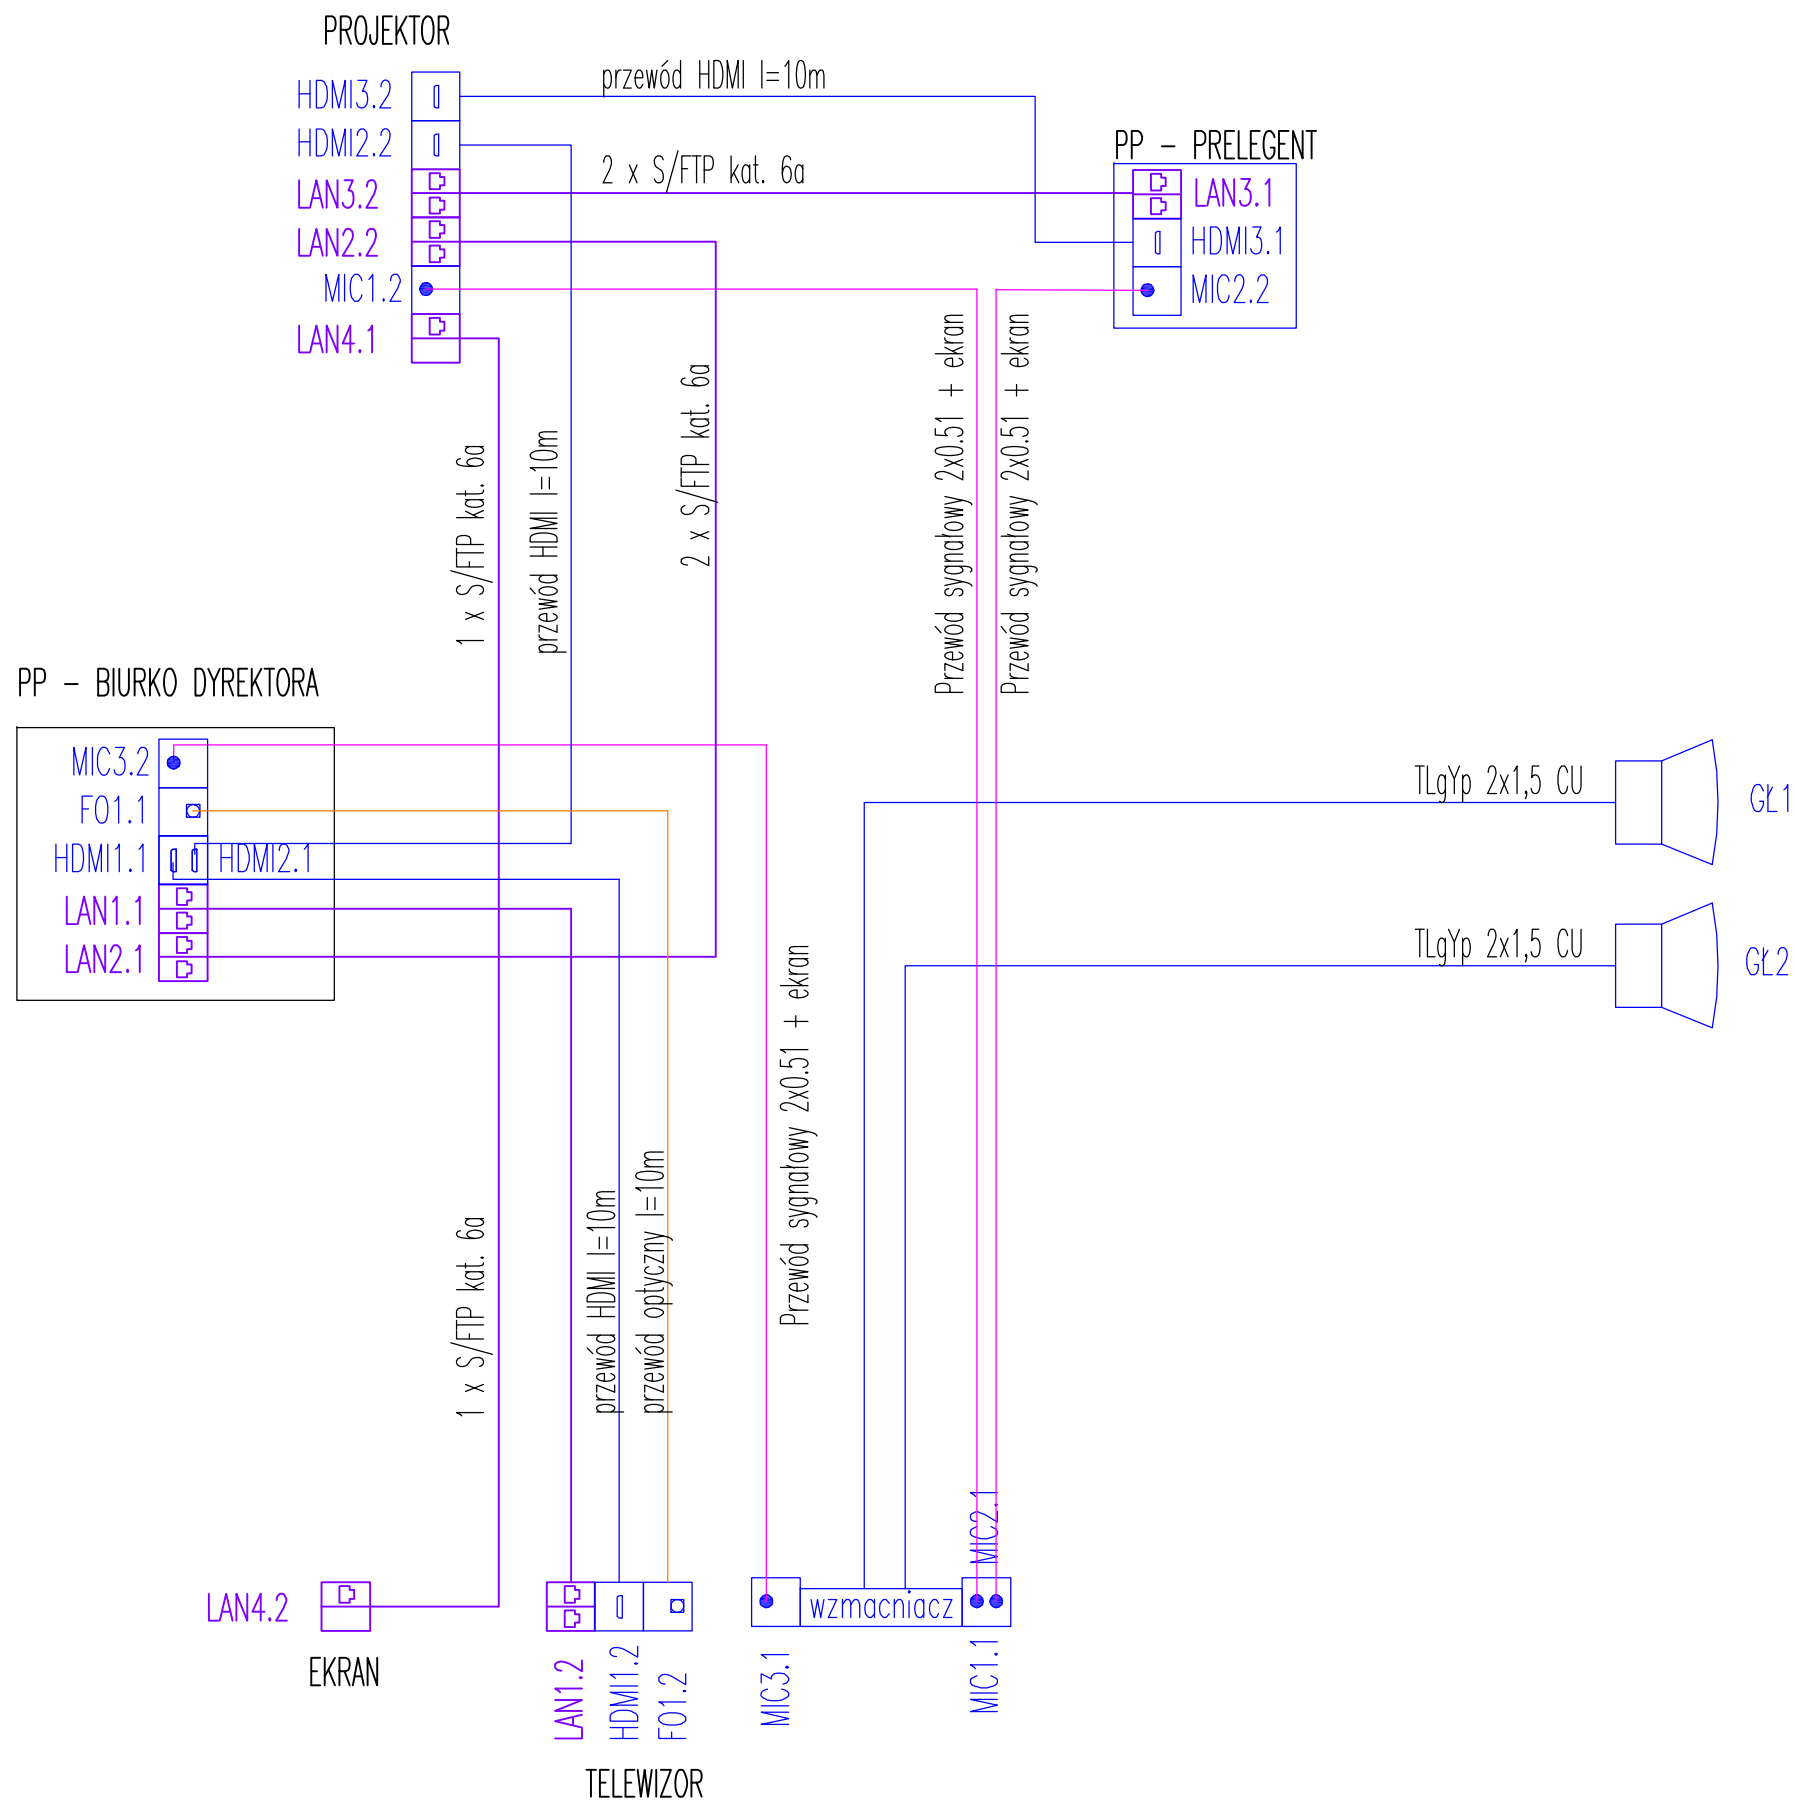 PROJEKTOR
HDMI3.2
przewód HDMI l=10m
HDMI2.2
PP - PRELEGENT
2 x S/FTP kat. 6a
LAN3.2
LAN3.1
LAN2.2
HDMI3.1
MIC1.2
MIC2.2
LAN4.1
1 x S/FTP kat. 6a
przewód HDMI l=10m
2 x S/FTP kat. 6a
Przewód sygnałowy 2x0.51 + ekran
Przewód sygnałowy 2x0.51 + ekran
PP - BIURKO DYREKTORA
MIC3.2
FO1.1
HDMI1.1
HDMI2.1
LAN1.1
LAN2.1
TLgYp 2x1,5 CU
GŁ1
TLgYp 2x1,5 CU
GŁ2
Przewód sygnałowy 2x0.51 + ekran
1 x S/FTP kat. 6a
przewód HDMI l=10m
przewód optyczny l=10m
MIC2.1
LAN4.2
EKRAN
wzmacniacz
LAN1.2
HDMI1.2
FO1.2
MIC3.1
MIC1.1
TELEWIZOR